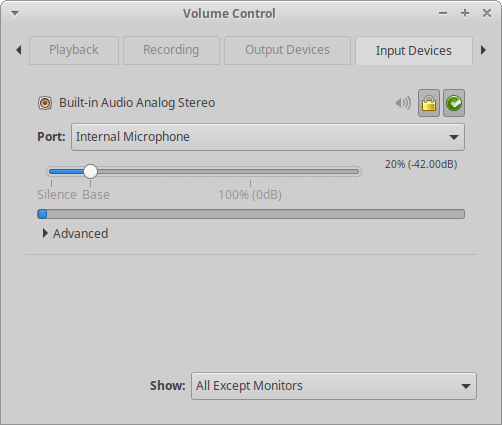 Volume Control
Playback Recording Output Devices Input Devices
Built-in Audio Analog Stereo
Port: Internal Microphone
20% (-42.00dB)
Silence Base 100% (0dB)
Advanced
Show: All Except Monitors